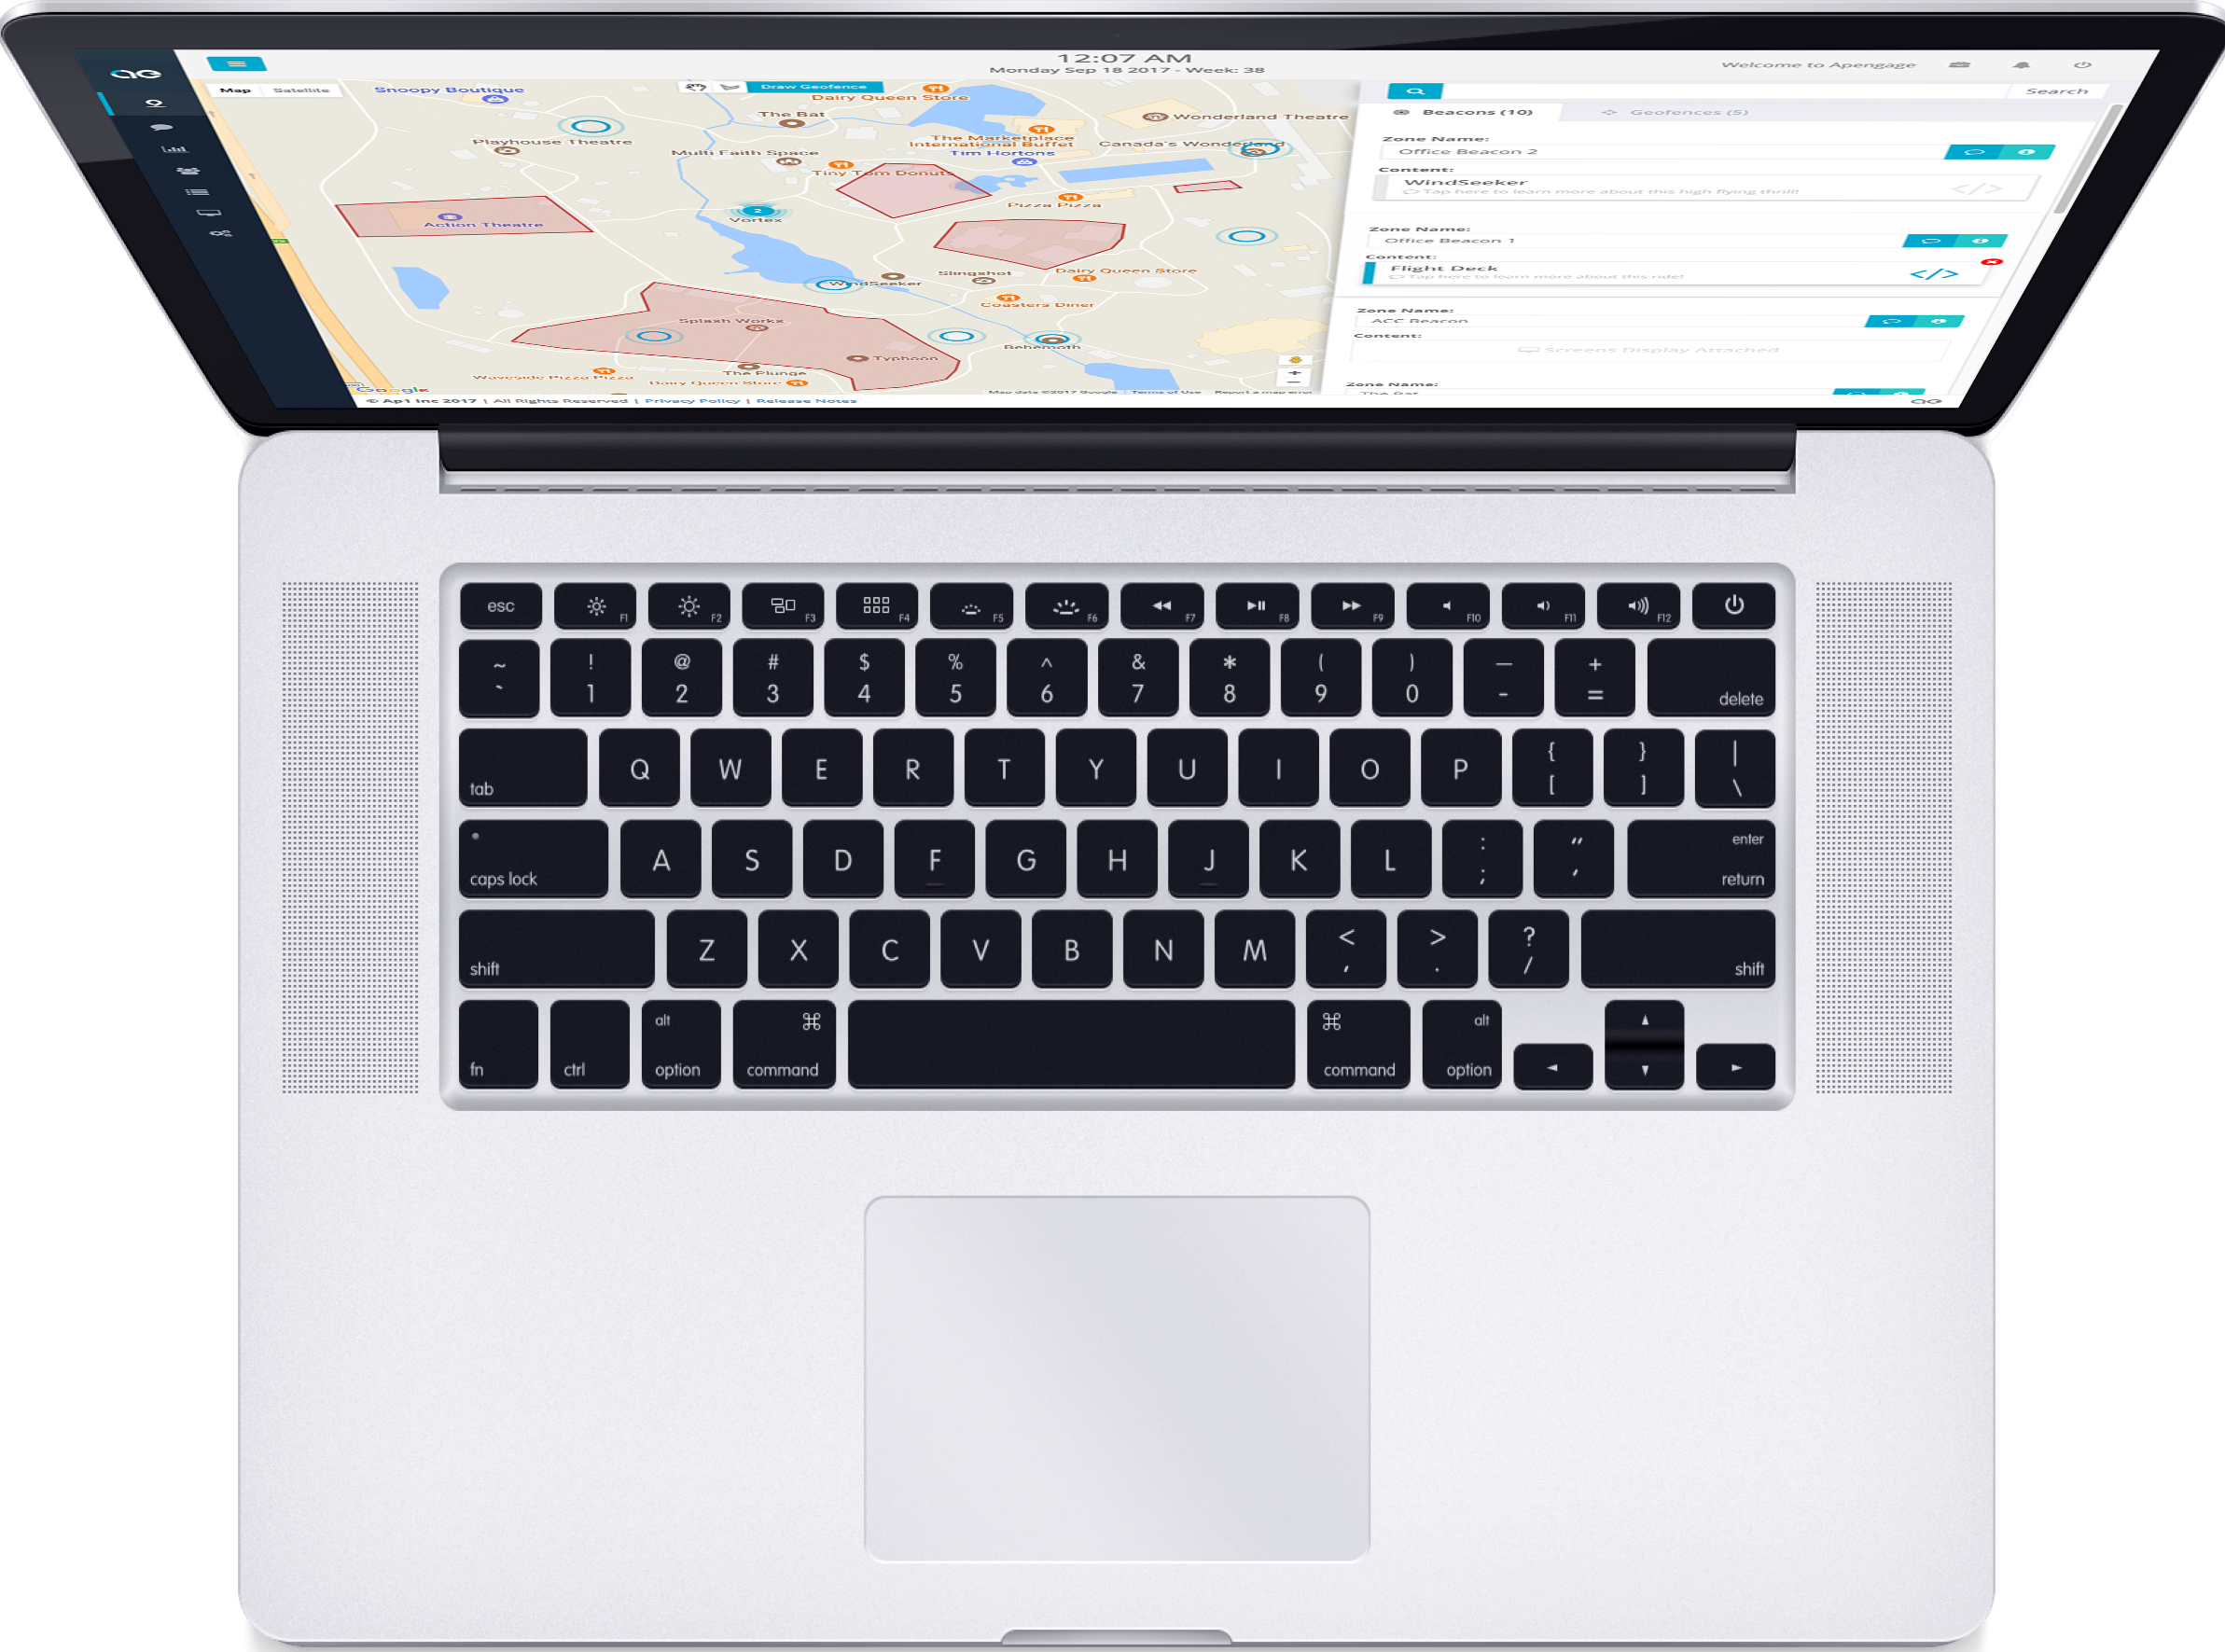 ae
12:07 AM
Monday Sep 18 2017 - Week: 38
Welcome to Apengage
Map Satellite
Draw Geofence
Snoopy Boutique
Dairy Queen Store
The Bat
Wonderland Theatre
Playhouse Theatre
The Marketplace
International Buffet
Canada's Wonderland
Multi Faith Space
Tim Hortons
Tiny Tom Donuts
Pizza Pizza
2
Vortex
Action Theatre
Slingshot
Dairy Queen Store
WindSeeker
Coasters Diner
Splash Works
Behemoth
Typhoon
The Plunge
Waveside Pizza Pizza
Dairy Queen Store
Google
Map data ©2017 Google Terms of Use Report a map error
Search
Beacons (10) Geofences (5)
Zone Name:
Office Beacon 2
Content:
WindSeeker
Tap here to learn more about this high flying thrill!
</>
Zone Name:
Office Beacon 1
Content:
Flight Deck
Tap here to learn more about this ride!
</>
Zone Name:
ACC Beacon
Content:
Screens Display Attached
Zone Name:
The Bat
© Ap1 Inc 2017 | All Rights Reserved | Privacy Policy | Release Notes
ae
esc F1 F2 F3 F4 F5 F6 F7 F8 F9 F10 F11 F12
~ ! @ # $ % ^ & * ( ) — +
` 1 2 3 4 5 6 7 8 9 0 - = delete
tab Q W E R T Y U I O P { [ } ] | \
caps lock A S D F G H J K L : ; “ ‘ enter return
shift Z X C V B N M < , > . ? / shift
fn ctrl alt option ⌘ command ⌘ command alt option